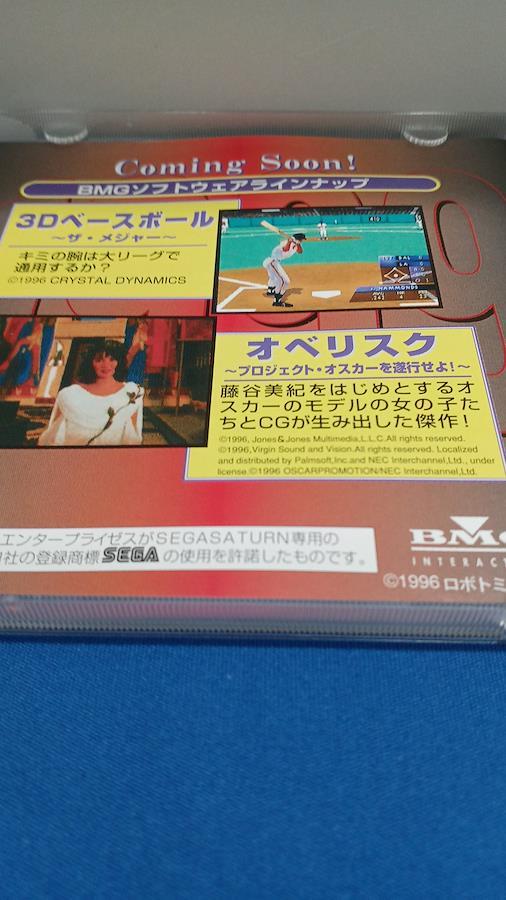 Coming Soon!
BMGソフトウェアラインナップ
3Dベースボール
〜ザ・メジャー〜
キミの腕は大リーグで
通用するか?
©1996 CRYSTAL DYNAMICS
オベリスク
〜プロジェクト・オスカーを遂行せよ!〜
藤谷美紀をはじめとするオ
スカーのモデルの女の子た
ちとCGが生み出した傑作!
©1996, Jones&Jones Multimedia,L.L.C.All rights reserved.
©1996,Virgin Sound and Vision.All rights reserved. Localized
and distributed by Palmsoft,Inc.and NEC Interchannel,Ltd., under
license.©1996 OSCARPROMOTION/NEC Interchannel,Ltd.
エンタープライゼスがSEGASATURN専用の
社の登録商標 SEGA の使用を許諾したものです。
BMG
INTERAC
©1996 ロボトミ